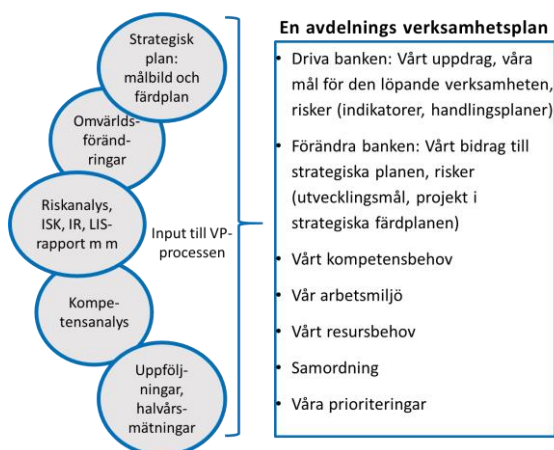 Strategisk
plan:
målbild och
färdplan
Omvärlds-
föränd-
ringar
Riskanalys,
ISK, IR, LIS-
rapport m m
Kompe-
tensanalys
Uppfölj-
ningar,
halvårs-
mätningar
Input till VP-
processen
En avdelnings verksamhetsplan
• Driva banken: Vårt uppdrag, våra
mål för den löpande verksamheten,
risker (indikatorer, handlingsplaner)
• Förändra banken: Vårt bidrag till
strategiska planen, risker
(utvecklingsmål, projekt i
strategiska färdplanen)
• Vårt kompetensbehov
• Vår arbetsmiljö
• Vårt resursbehov
• Samordning
• Våra prioriteringar